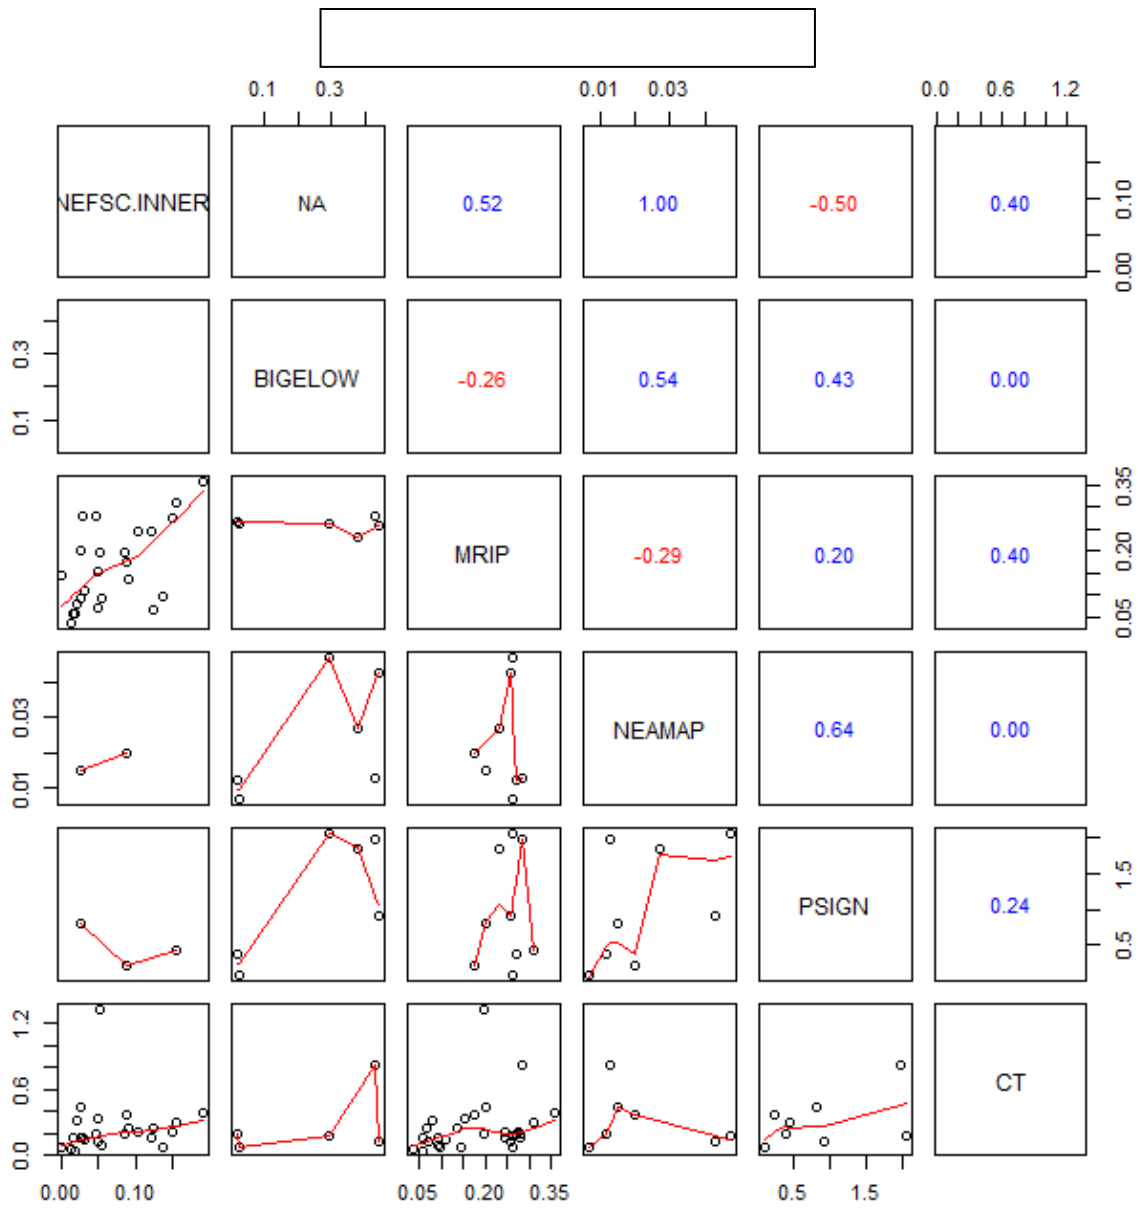 0.1 0.3 0.01 0.03 0.0 0.6 1.2
NEFSC.INNER NA 0.52 1.00 -0.50 0.40 0.00 0.10
0.1 0.3 BIGELOW -0.26 0.54 0.43 0.00
MRIP -0.29 0.20 0.40 0.05 0.20 0.35
0.01 0.03 NEAMAP 0.64 0.00
PSIGN 0.24 0.5 1.5
0.0 0.6 1.2 CT
0.00 0.10 0.05 0.20 0.35 0.5 1.5